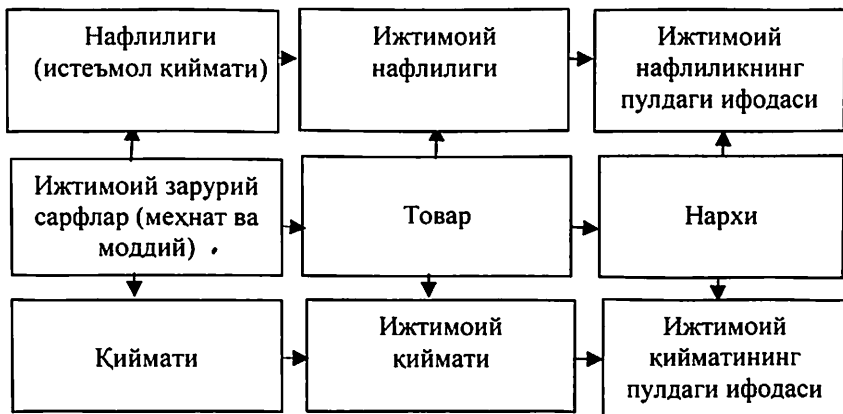 Нафлилиги
(истеъмол киймати)
Ижтимоий
нафлилиги
Ижтимоий
нафлиликнинг
пулдаги ифодаси
Ижтимоий зарурий
сарфлар (меҳнат ва
моддий)
Товар
Нархи
Қиймати
Ижтимоий
қиймати
Ижтимоий
қийматининг
пулдаги ифодаси